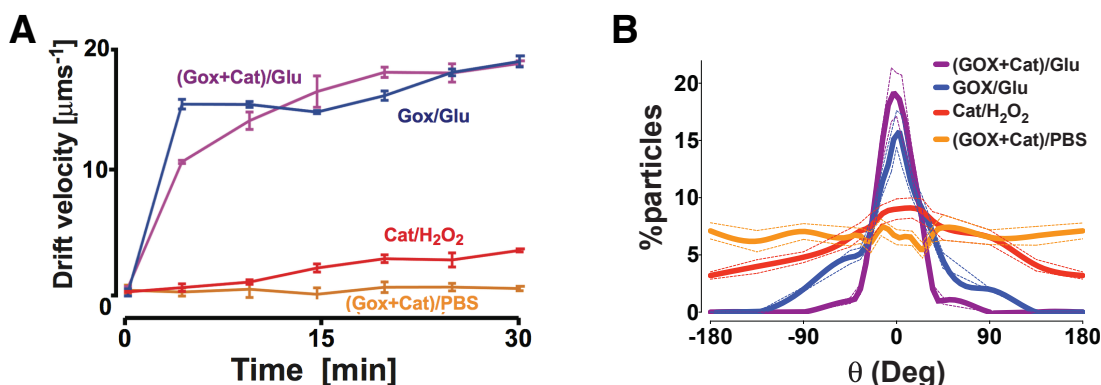 A
Drift velocity [μms⁻¹]
20
10
0
(Gox+Cat)/Glu
Gox/Glu
Cat/H₂O₂
(Gox+Cat)/PBS
0
15
30
Time [min]
B
%particles
20
15
10
5
0
(GOX+Cat)/Glu
GOX/Glu
Cat/H₂O₂
(GOX+Cat)/PBS
-180
-90
0
90
180
θ (Deg)